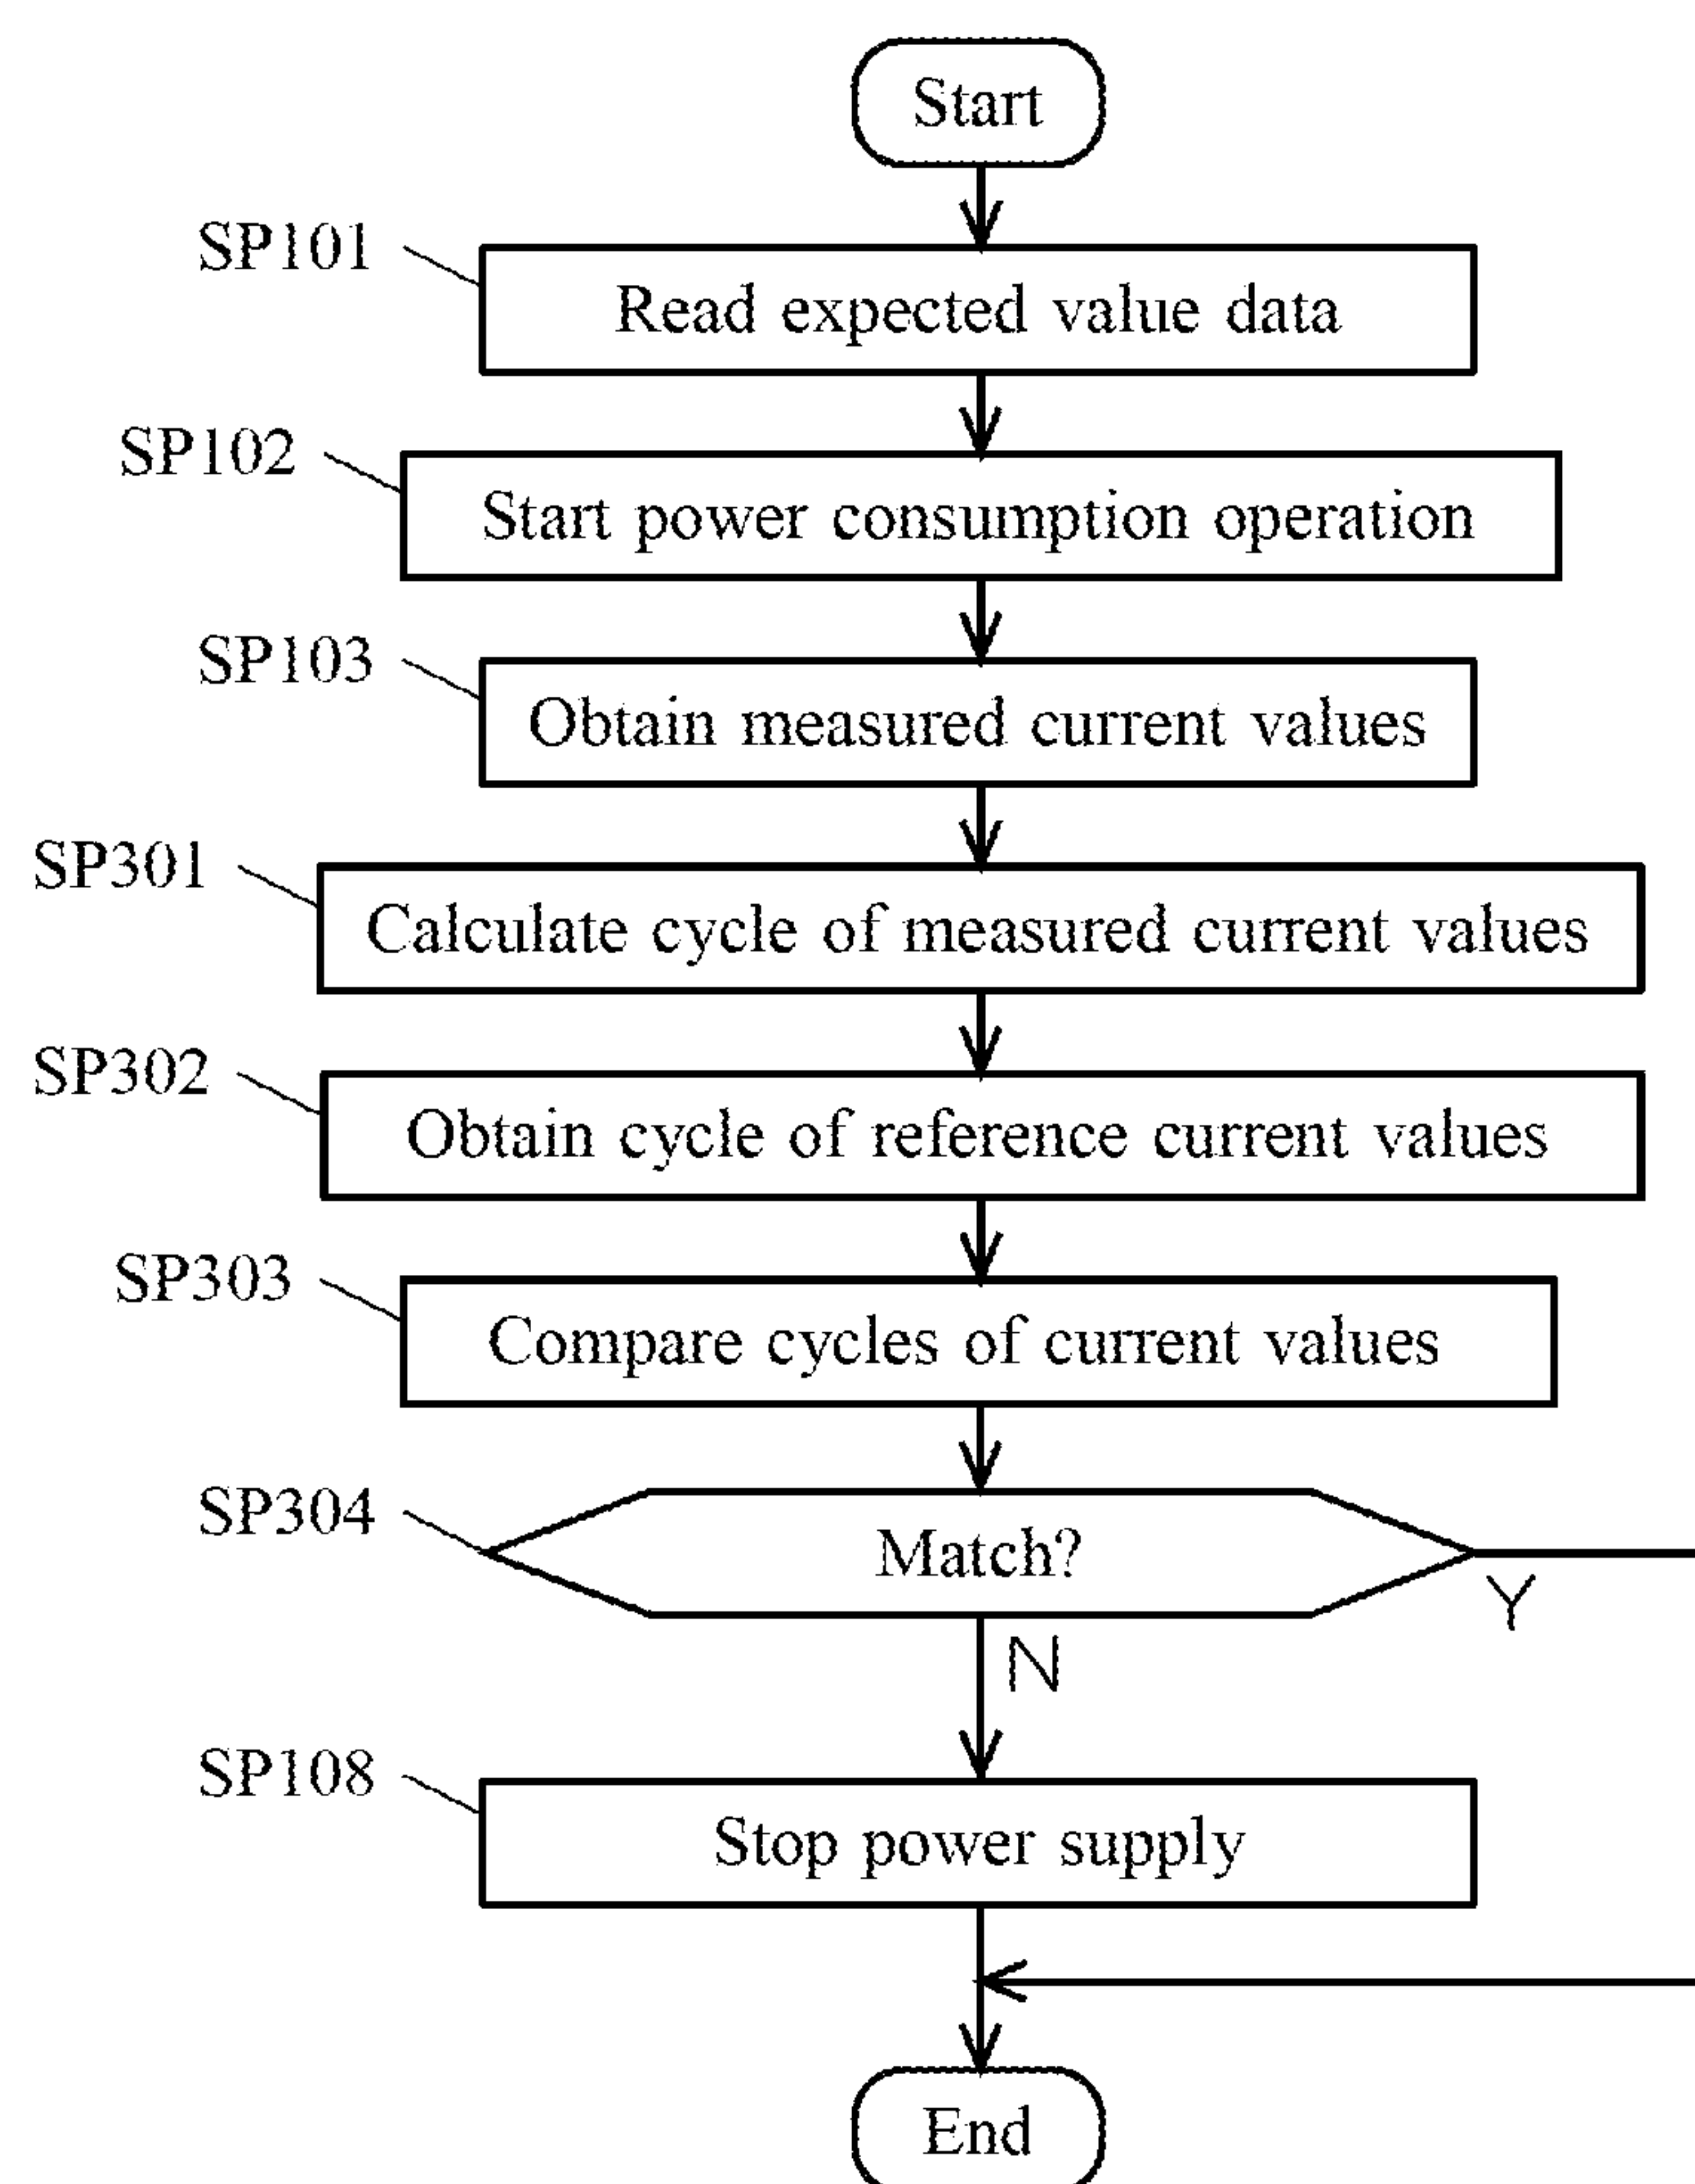 Start
SP101
Read expected value data
SP102
Start power consumption operation
SP103
Obtain measured current values
SP301
Calculate cycle of measured current values
SP302
Obtain cycle of reference current values
SP303
Compare cycles of current values
SP304
Match?
Y
N
SP108
Stop power supply
End